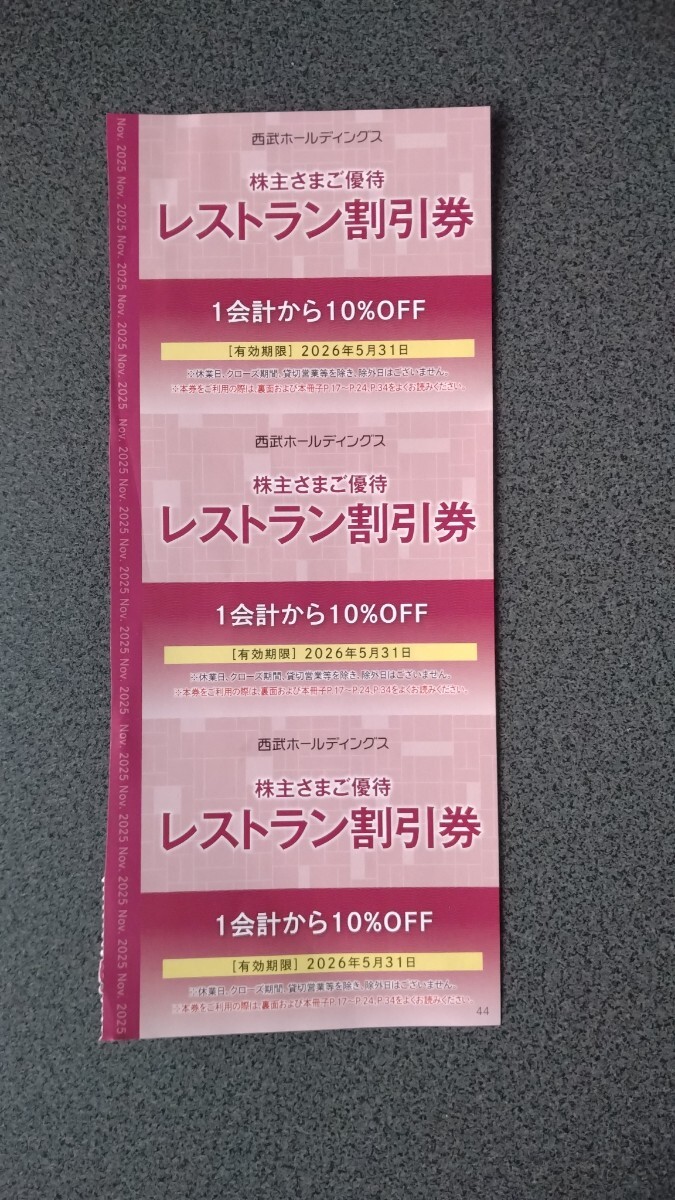 Nov. 2025 Nov. 2025 Nov. 2025 Nov. 2025 Nov. 2025 Nov. 2025 Nov. 2025 Nov. 2025 Nov. 2025 Nov. 2025 Nov. 2025 Nov. 2025 Nov. 2025 Nov. 2025 Nov. 2025
西武ホールディングス
株主さまご優待
レストラン割引券
1会計から10%OFF
[有効期限] 2026年5月31日
※休業日、クローズ期間、貸切営業等を除き、除外日はございません。
※本券をご利用の際は、裏面および本冊子P.17〜P.24、P.34をよくお読みください。
西武ホールディングス
株主さまご優待
レストラン割引券
1会計から10%OFF
[有効期限] 2026年5月31日
※休業日、クローズ期間、貸切営業等を除き、除外日はございません。
※本券をご利用の際は、裏面および本冊子P.17〜P.24、P.34をよくお読みください。
西武ホールディングス
株主さまご優待
レストラン割引券
1会計から10%OFF
[有効期限] 2026年5月31日
※休業日、クローズ期間、貸切営業等を除き、除外日はございません。
※本券をご利用の際は、裏面および本冊子P.17〜P.24、P.34をよくお読みください。
44